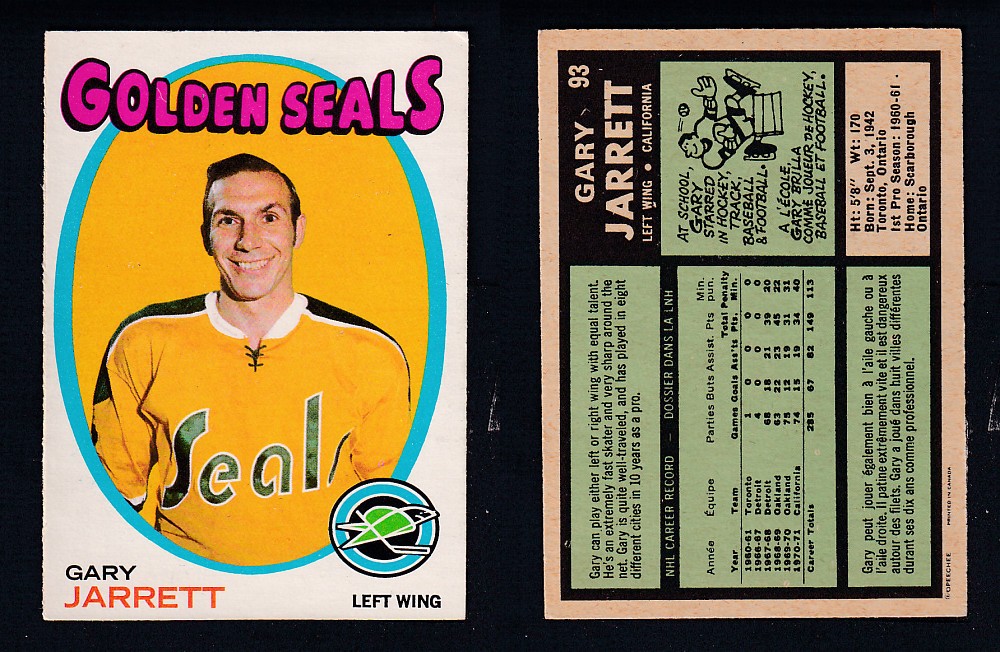 GOLDEN SEALS
Seals
GARY
JARRETT
LEFT WING
93
GARY
JARRETT
LEFT WING • CALIFORNIA
AT SCHOOL,
GARY
STARRED
IN HOCKEY,
TRACK,
BASEBALL
& FOOTBALL.
A L'ÉCOLE,
GARY BRILLA
COMME JOUEUR DE HOCKEY,
BASEBALL ET FOOTBALL.
Ht: 5'8" Wt: 170
Born: Sept. 3, 1942
Toronto, Ontario
1st Pro Season: 1960-61.
Home: Scarborough
Ontario
Gary can play either left or right wing with equal talent.
He's an extremely fast skater and very sharp around the
net. Gary is quite well-traveled, and has played in eight
different cities in 10 years as a pro.
NHL CAREER RECORD — DOSSIER DANS LA LNH
Année Équipe Parties Buts Assist. Pts Min. pun.
Year Team Games Goals Ass'ts Total Pts. Penalty Min.
1960-61 Toronto 1 0 0 0 0
1966-67 Detroit 4 0 0 0 0
1967-68 Detroit 68 18 21 39 20
1968-69 Oakland 63 22 23 45 22
1969-70 Oakland 75 12 19 31 31
1970-71 California 74 15 19 34 40
Career Totals 285 67 82 149 113
Gary peut jouer également bien à l'aile gauche ou à
l'aile droite. Il patine extrêmement vite et il est dangereux
autour des filets. Gary a joué dans huit villes différentes
durant ses dix ans comme professionnel.
© O-PEE-CHEE PRINTED IN CANADA